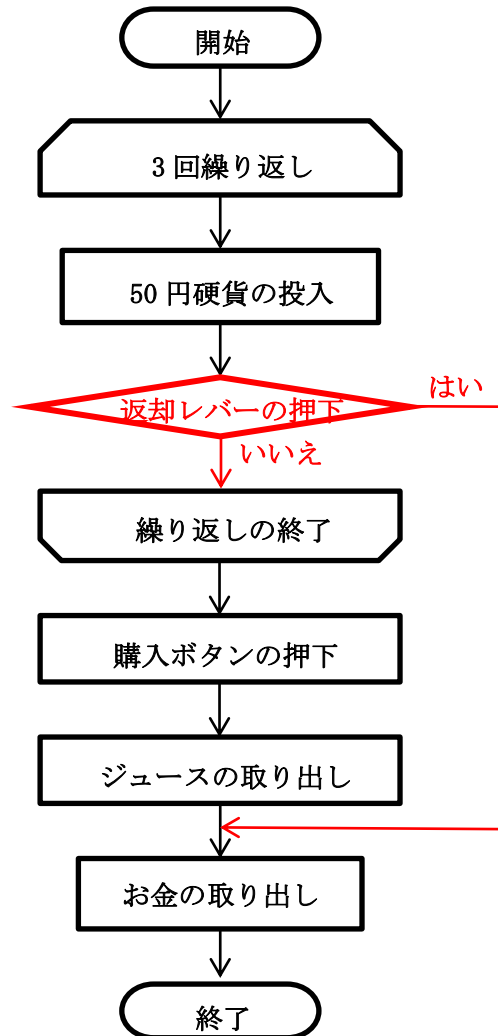 開始
3回繰り返し
50円硬貨の投入
返却レバーの押下
はい
いいえ
繰り返しの終了
購入ボタンの押下
ジュースの取り出し
お金の取り出し
終了